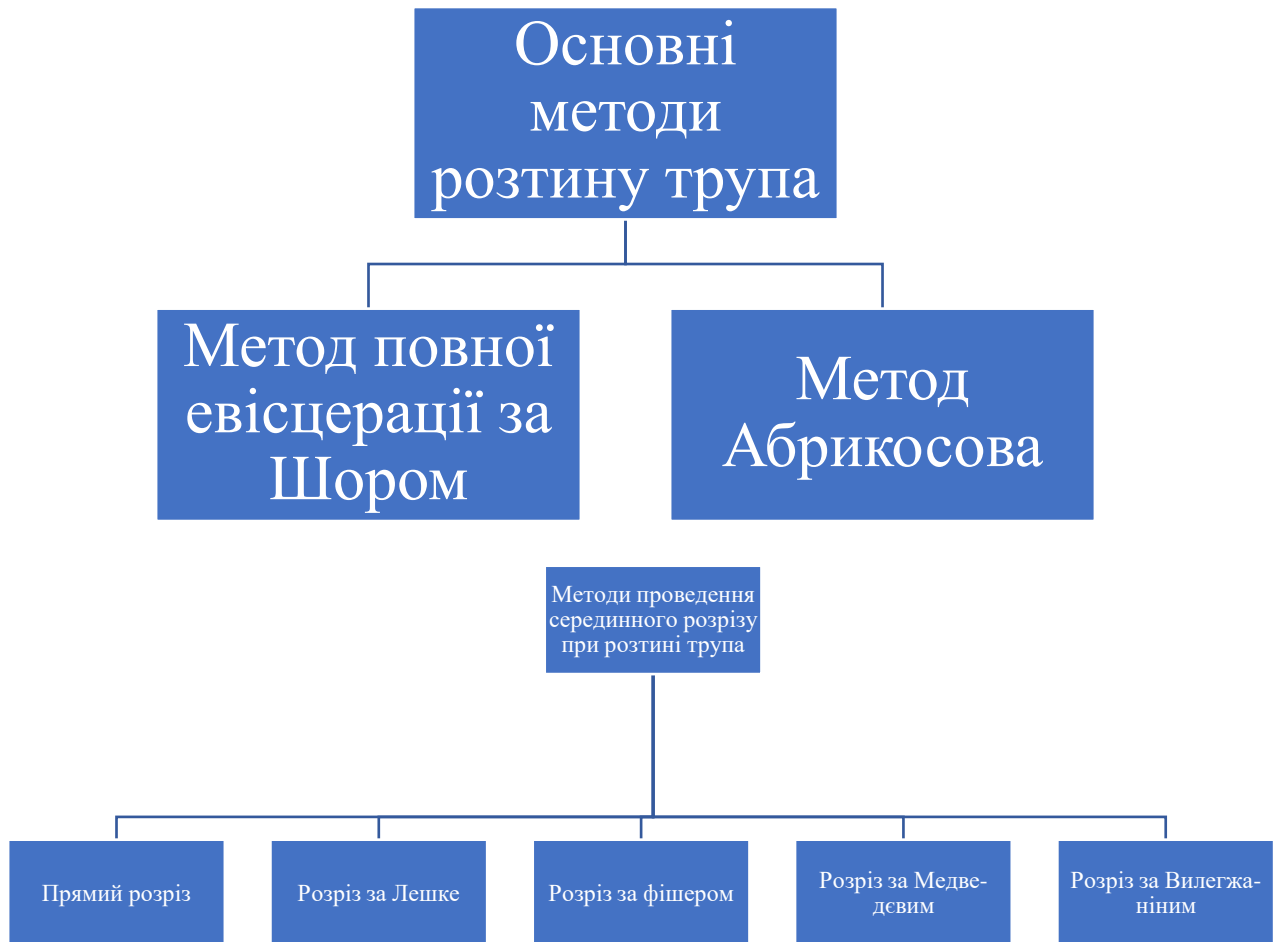 Основні
методи
розтину трупа
Метод повної
евісцерації за
Шором
Метод
Абрикосова
Методи проведення
серединного розрізу
при розтині трупа
Прямий розріз
Розріз за Лешке
Розріз за фішером
Розріз за Медве-
дєвим
Розріз за Вилегжа-
ніним